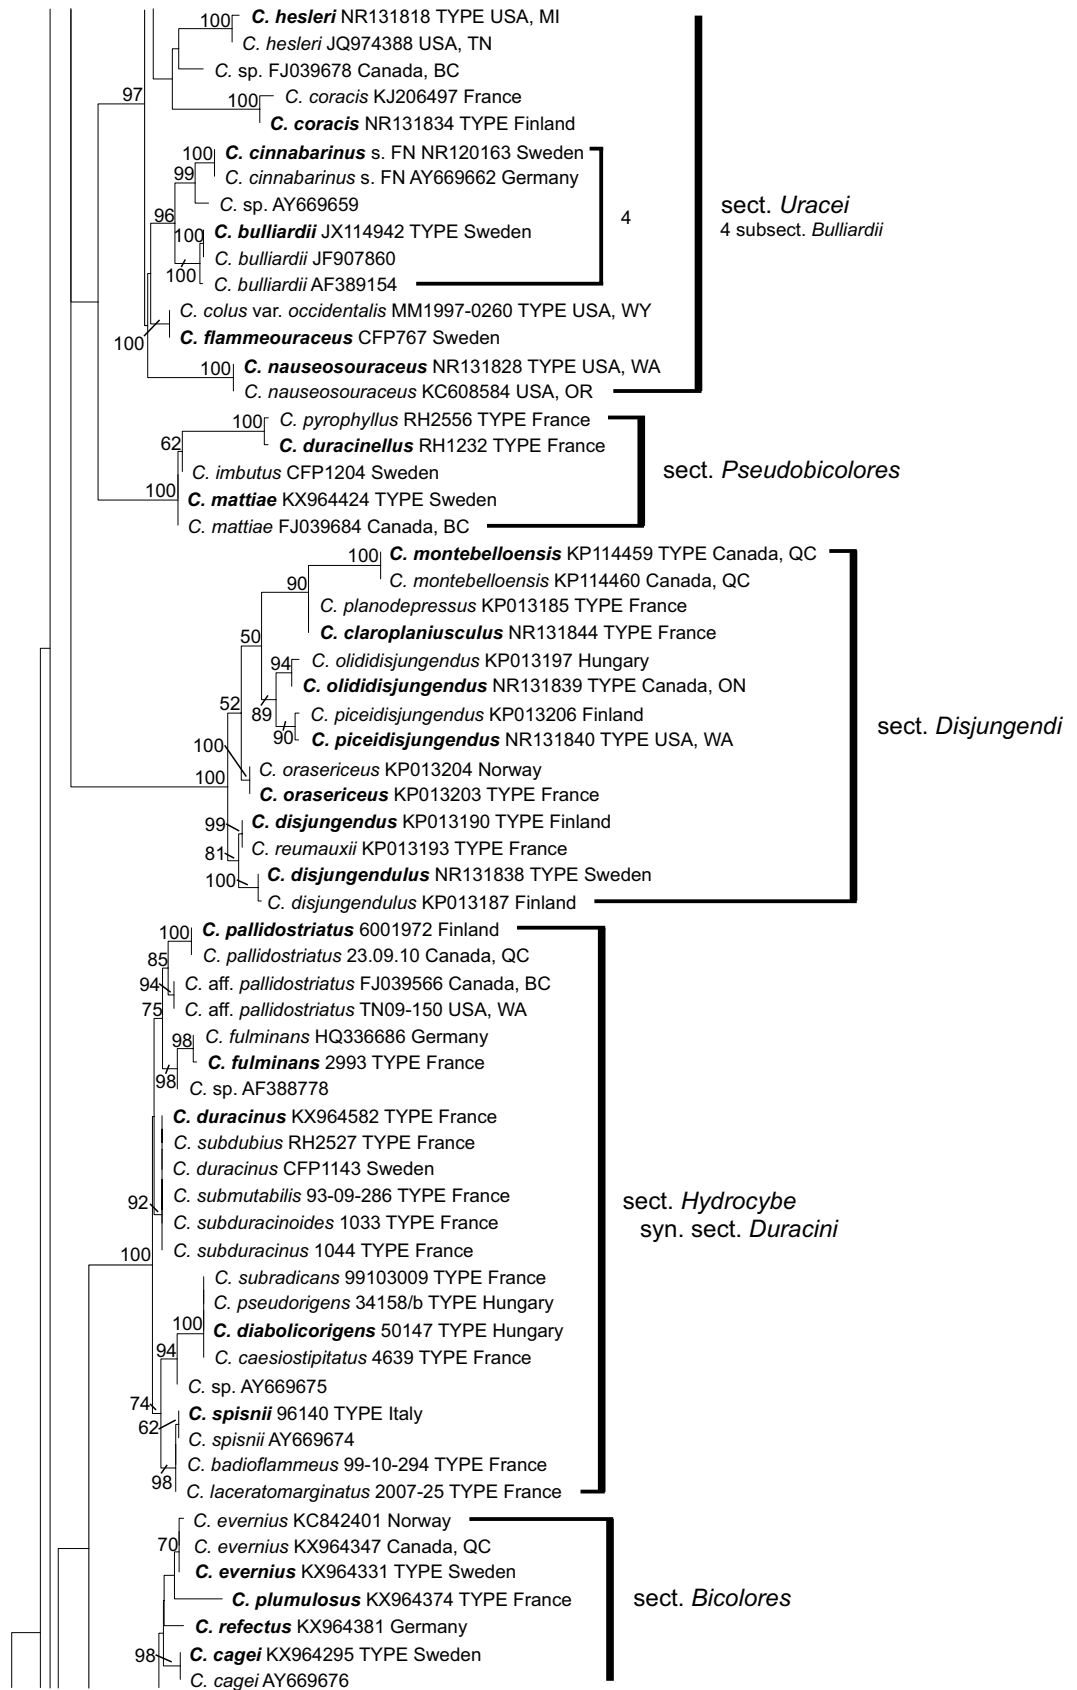 100 C. hesleri NR131818 TYPE USA, MI
C. hesleri JQ974388 USA, TN
C. sp. FJ039678 Canada, BC
97
100 C. coracis KJ206497 France
C. coracis NR131834 TYPE Finland
100 C. cinnabarinus s. FN NR120163 Sweden
99 C. cinnabarinus s. FN AY669662 Germany
C. sp. AY669659
96
4
sect. Uracei
4 subsect. Bulliardii
100 C. bulliardii JX114942 TYPE Sweden
C. bulliardii JF907860
100
C. bulliardii AF389154
C. colus var. occidentalis MM1997-0260 TYPE USA, WY
C. flammeouraceus CFP767 Sweden
100
100 C. nauseosouraceus NR131828 TYPE USA, WA
C. nauseosouraceus KC608584 USA, OR
100 C. pyrophyllus RH2556 TYPE France
62 C. duracinellus RH1232 TYPE France
C. imbutus CFP1204 Sweden
sect. Pseudobicolores
100 C. mattiae KX964424 TYPE Sweden
C. mattiae FJ039684 Canada, BC
100 C. montebelloensis KP114459 TYPE Canada, QC
90 C. montebelloensis KP114460 Canada, QC
C. planodepressus KP013185 TYPE France
50 C. claroplaniusculus NR131844 TYPE France
94 C. olididisjungendus KP013197 Hungary
C. olididisjungendus NR131839 TYPE Canada, ON
52
89 C. piceidisjungendus KP013206 Finland
90 C. piceidisjungendus NR131840 TYPE USA, WA
sect. Disjungendi
100
C. orasericeus KP013204 Norway
100
C. orasericeus KP013203 TYPE France
99 C. disjungendus KP013190 TYPE Finland
81 C. reumauxii KP013193 TYPE France
100 C. disjungendulus NR131838 TYPE Sweden
C. disjungendulus KP013187 Finland
100 C. pallidostriatus 6001972 Finland
85 C. pallidostriatus 23.09.10 Canada, QC
94 C. aff. pallidostriatus FJ039566 Canada, BC
75 C. aff. pallidostriatus TN09-150 USA, WA
98 C. fulminans HQ336686 Germany
C. fulminans 2993 TYPE France
98 C. sp. AF388778
C. duracinus KX964582 TYPE France
C. subdubius RH2527 TYPE France
C. duracinus CFP1143 Sweden
92 C. submutabilis 93-09-286 TYPE France
sect. Hydrocybe
syn. sect. Duracini
C. subduracinoides 1033 TYPE France
100 C. subduracinus 1044 TYPE France
C. subradicans 99103009 TYPE France
C. pseudorigens 34158/b TYPE Hungary
100 C. diabolicorigens 50147 TYPE Hungary
94 C. caesiostipitatus 4639 TYPE France
C. sp. AY669675
74
C. spisnii 96140 TYPE Italy
62
C. spisnii AY669674
C. badioflammeus 99-10-294 TYPE France
98
C. laceratomarginatus 2007-25 TYPE France
C. evernius KC842401 Norway
70 C. evernius KX964347 Canada, QC
C. evernius KX964331 TYPE Sweden
C. plumulosus KX964374 TYPE France
sect. Bicolores
C. refectus KX964381 Germany
98 C. cagei KX964295 TYPE Sweden
C. cagei AY669676